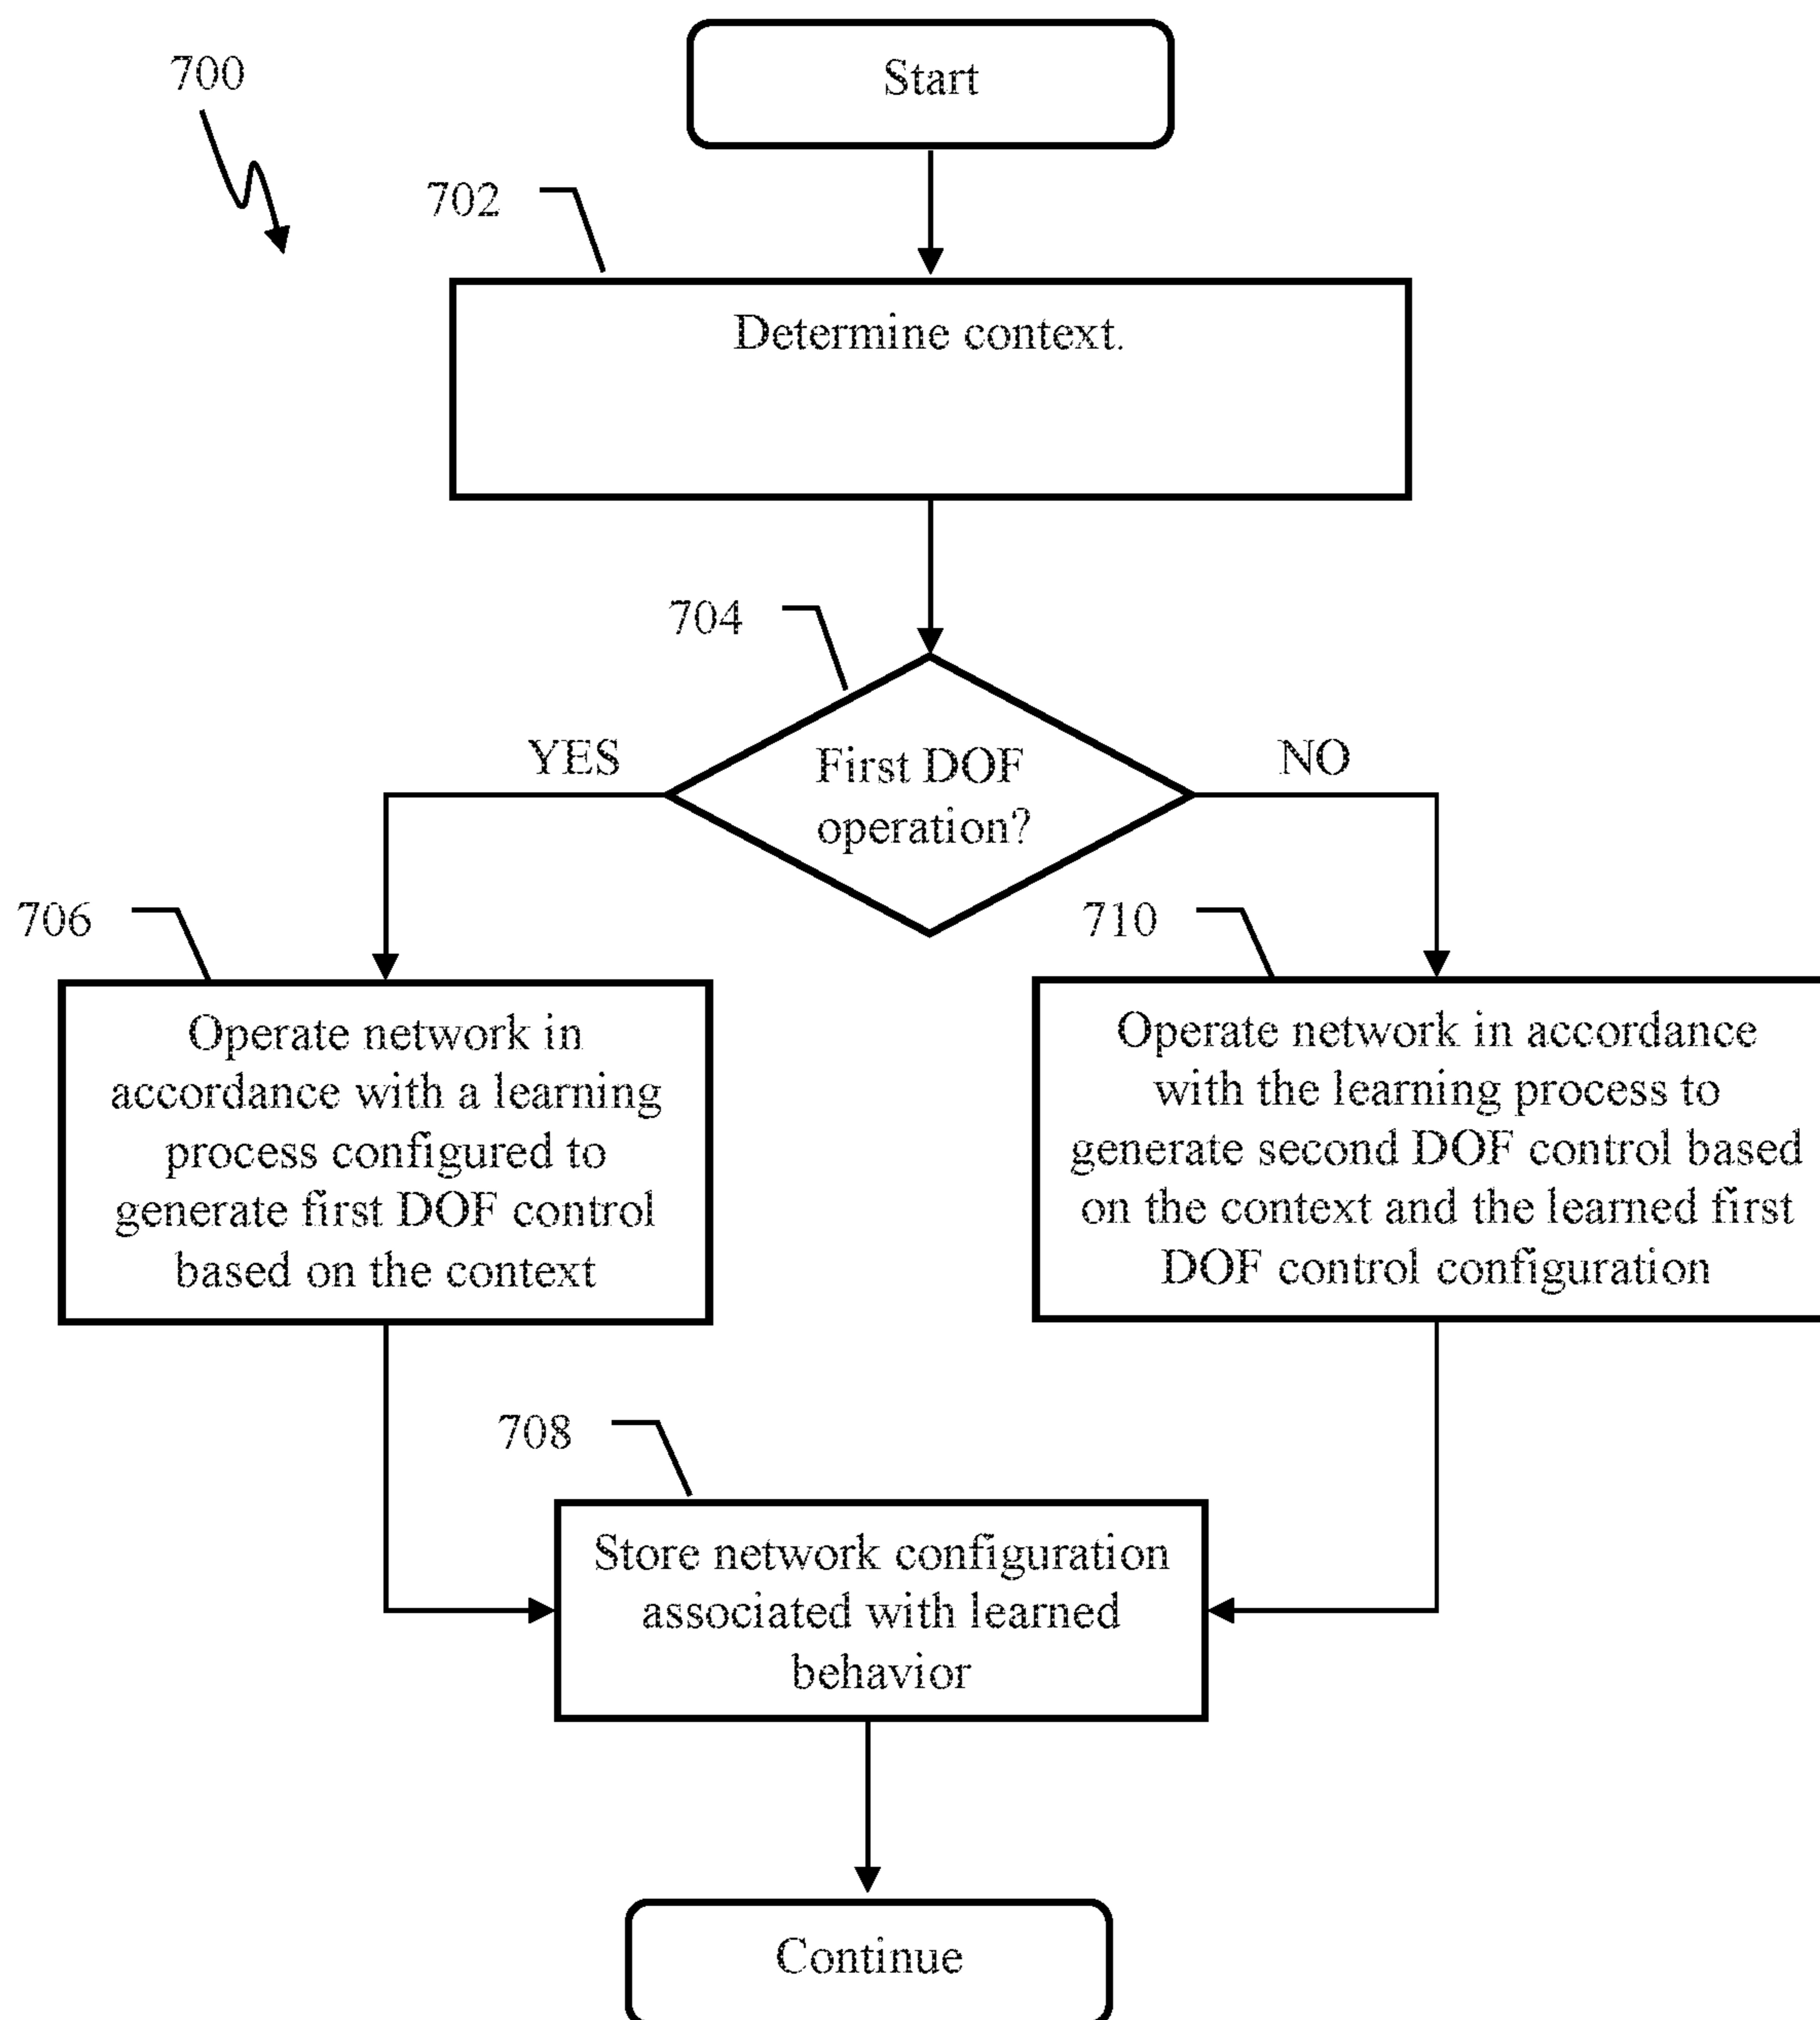 700
Start
702
Determine context.
704
YES
First DOF
operation?
NO
706
710
Operate network in
accordance with a learning
process configured to
generate first DOF control
based on the context
Operate network in accordance
with the learning process to
generate second DOF control based
on the context and the learned first
DOF control configuration
708
Store network configuration
associated with learned
behavior
Continue